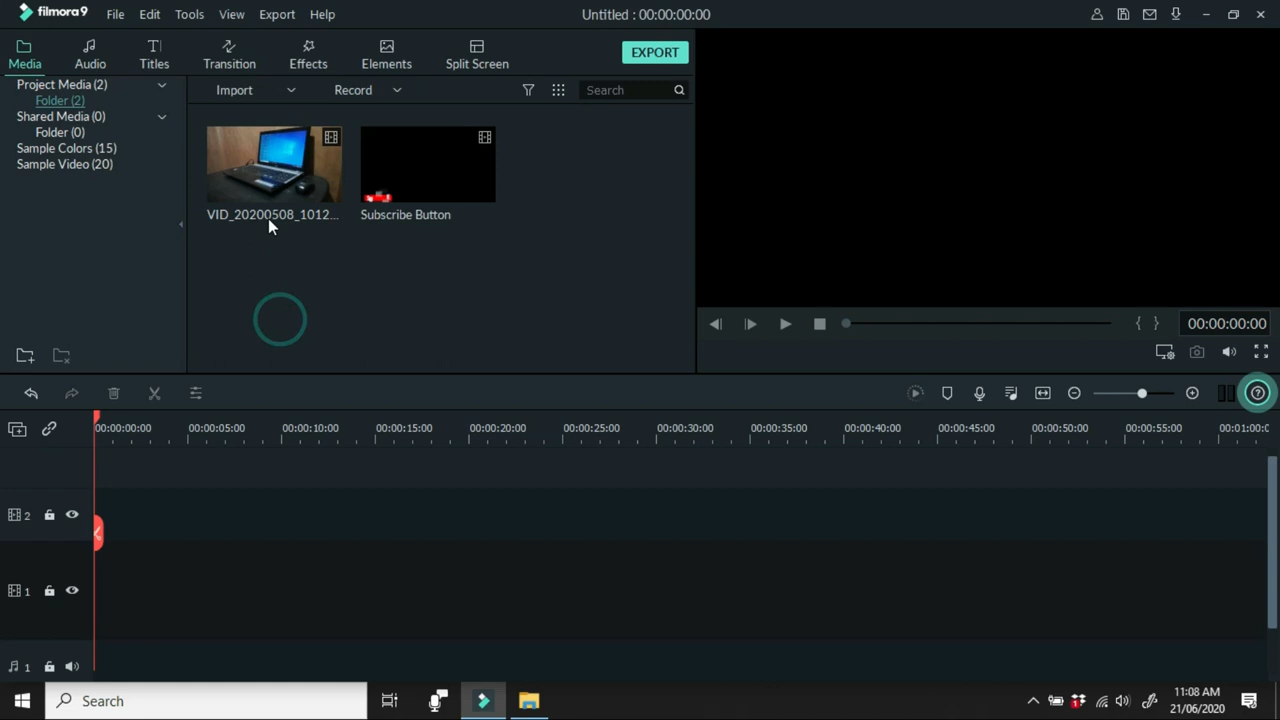 filmora9 File Edit Tools View Export Help Untitled : 00:00:00:00
Media Audio Titles Transition Effects Elements Split Screen EXPORT
Project Media (2)
Folder (2)
Shared Media (0)
Folder (0)
Sample Colors (15)
Sample Video (20)
Import Record Search
VID_20200508_1012... Subscribe Button
{ } 00:00:00:00
00:00:00:00 00:00:05:00 00:00:10:00 00:00:15:00 00:00:20:00 00:00:25:00 00:00:30:00 00:00:35:00 00:00:40:00 00:00:45:00 00:00:50:00 00:00:55:00 00:01:00:0
2
1
1
Search 11:08 AM
21/06/2020